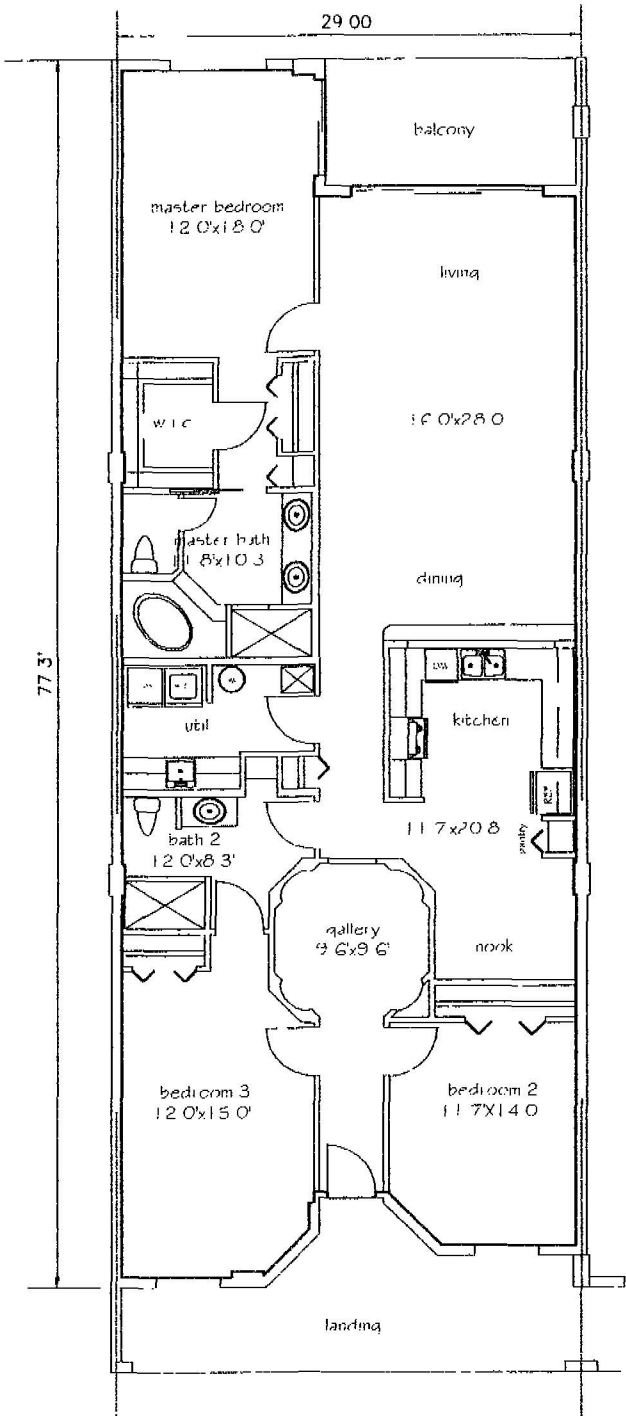 29 00
balcony
master bedroom
12 0'x18 0'
living
W I C
16 0'x28 0
master bath
11 8'x10 3
dining
77 3'
DW
kitchen
util
REF
11 7x20 8
pantry
bath 2
12 0'x8 3'
gallery
9 6'x9 6'
nook
bedroom 3
12 0'x15 0'
bedroom 2
11 7'X14 0
landing